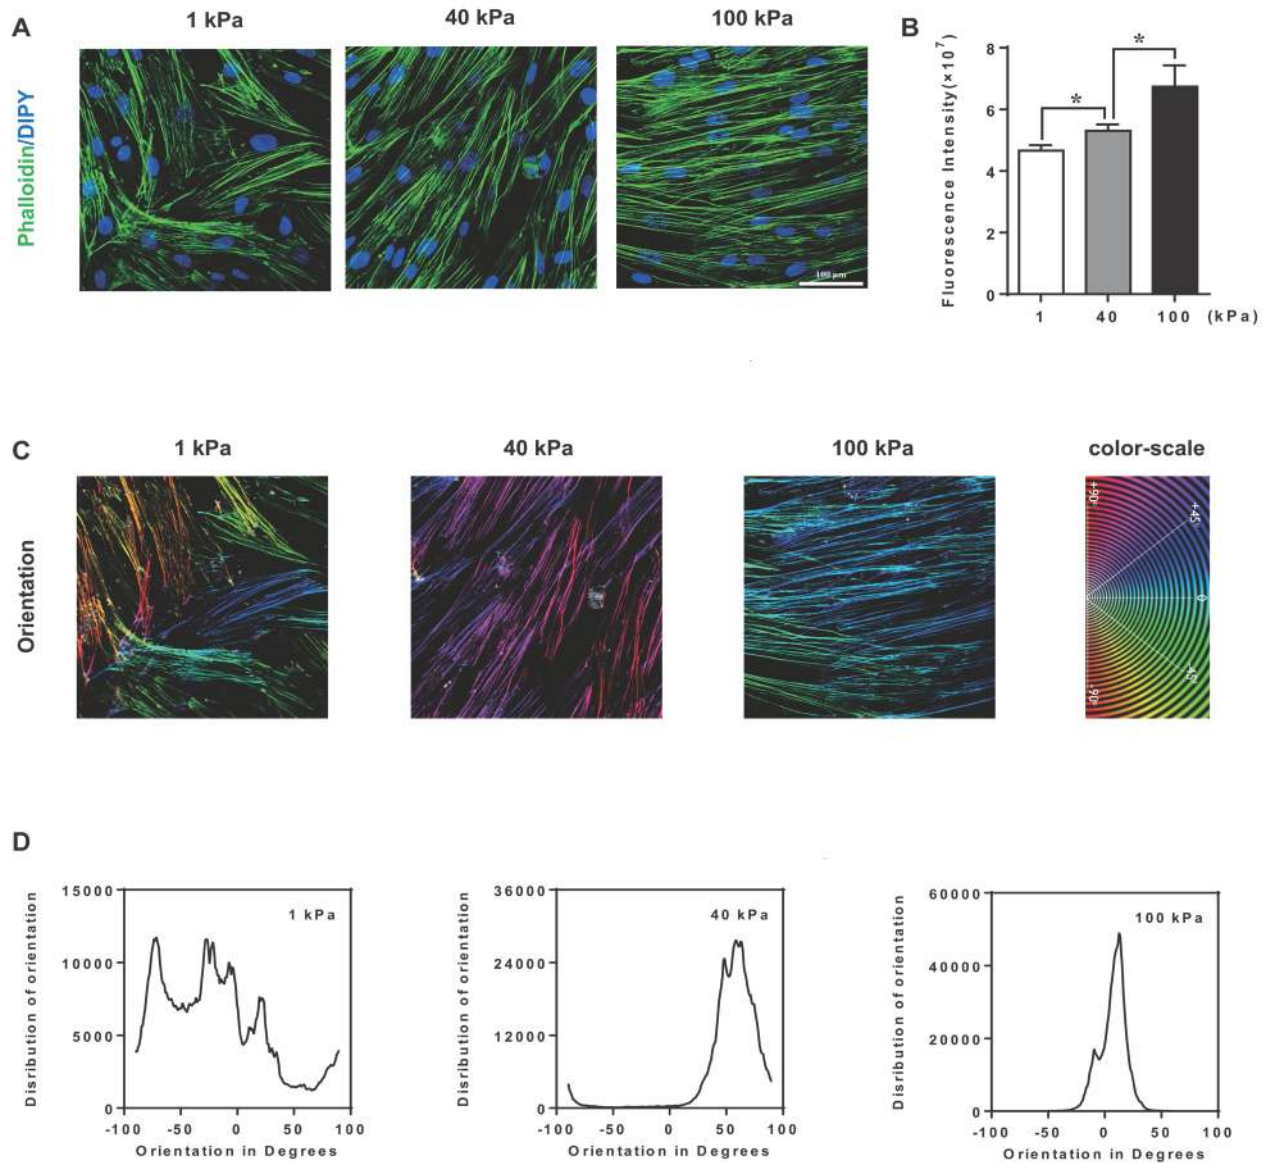 A
1 kPa
40 kPa
100 kPa
Phalloidin/DIPY
100 μm
B
Fluorescence Intensity(×10⁷)
8
6
4
2
0
*
*
1 40 100 (kPa)
C
1 kPa
40 kPa
100 kPa
color-scale
Orientation
+90°
+45°
0
-45°
-90°
D
Disribution of orientation
15000
10000
5000
0
1 kPa
-100 -50 0 50 100
Orientation in Degrees
Disribution of orientation
36000
24000
12000
0
40 kPa
-100 -50 0 50 100
Orientation in Degrees
Disribution of orientation
60000
40000
20000
0
100 kPa
-100 -50 0 50 100
Orientation in Degrees